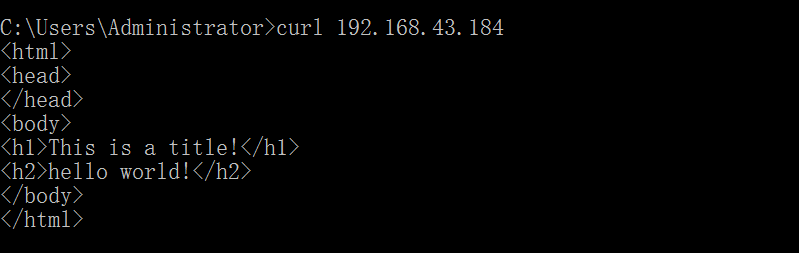 C:\Users\Administrator>curl 192.168.43.184
<html>
<head>
</head>
<body>
<h1>This is a title!</h1>
<h2>hello world!</h2>
</body>
</html>